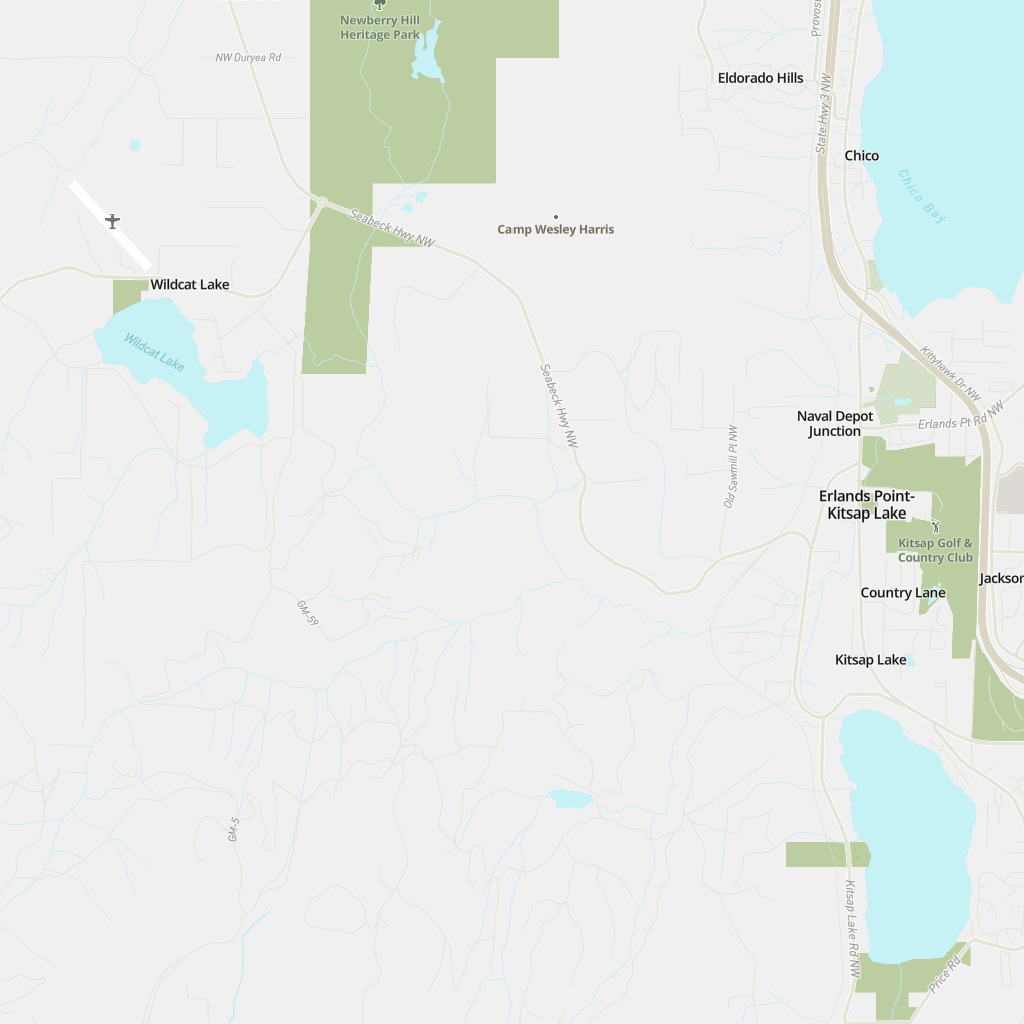 Newberry Hill
Heritage Park
NW Duryea Rd
Provost
Eldorado Hills
State Hwy 3 NW
Chico
Chico Bay
Seabeck Hwy NW
Camp Wesley Harris
Wildcat Lake
Wildcat Lake
Kittyhawk Dr NW
Seabeck Hwy NW
Naval Depot
Junction
Erlands Pt Rd NW
Old Sawmill Pl NW
Erlands Point-
Kitsap Lake
Kitsap Golf &
Country Club
Jackson
Country Lane
GM-59
Kitsap Lake
GM-5
Kitsap Lake Rd NW
Price Rd